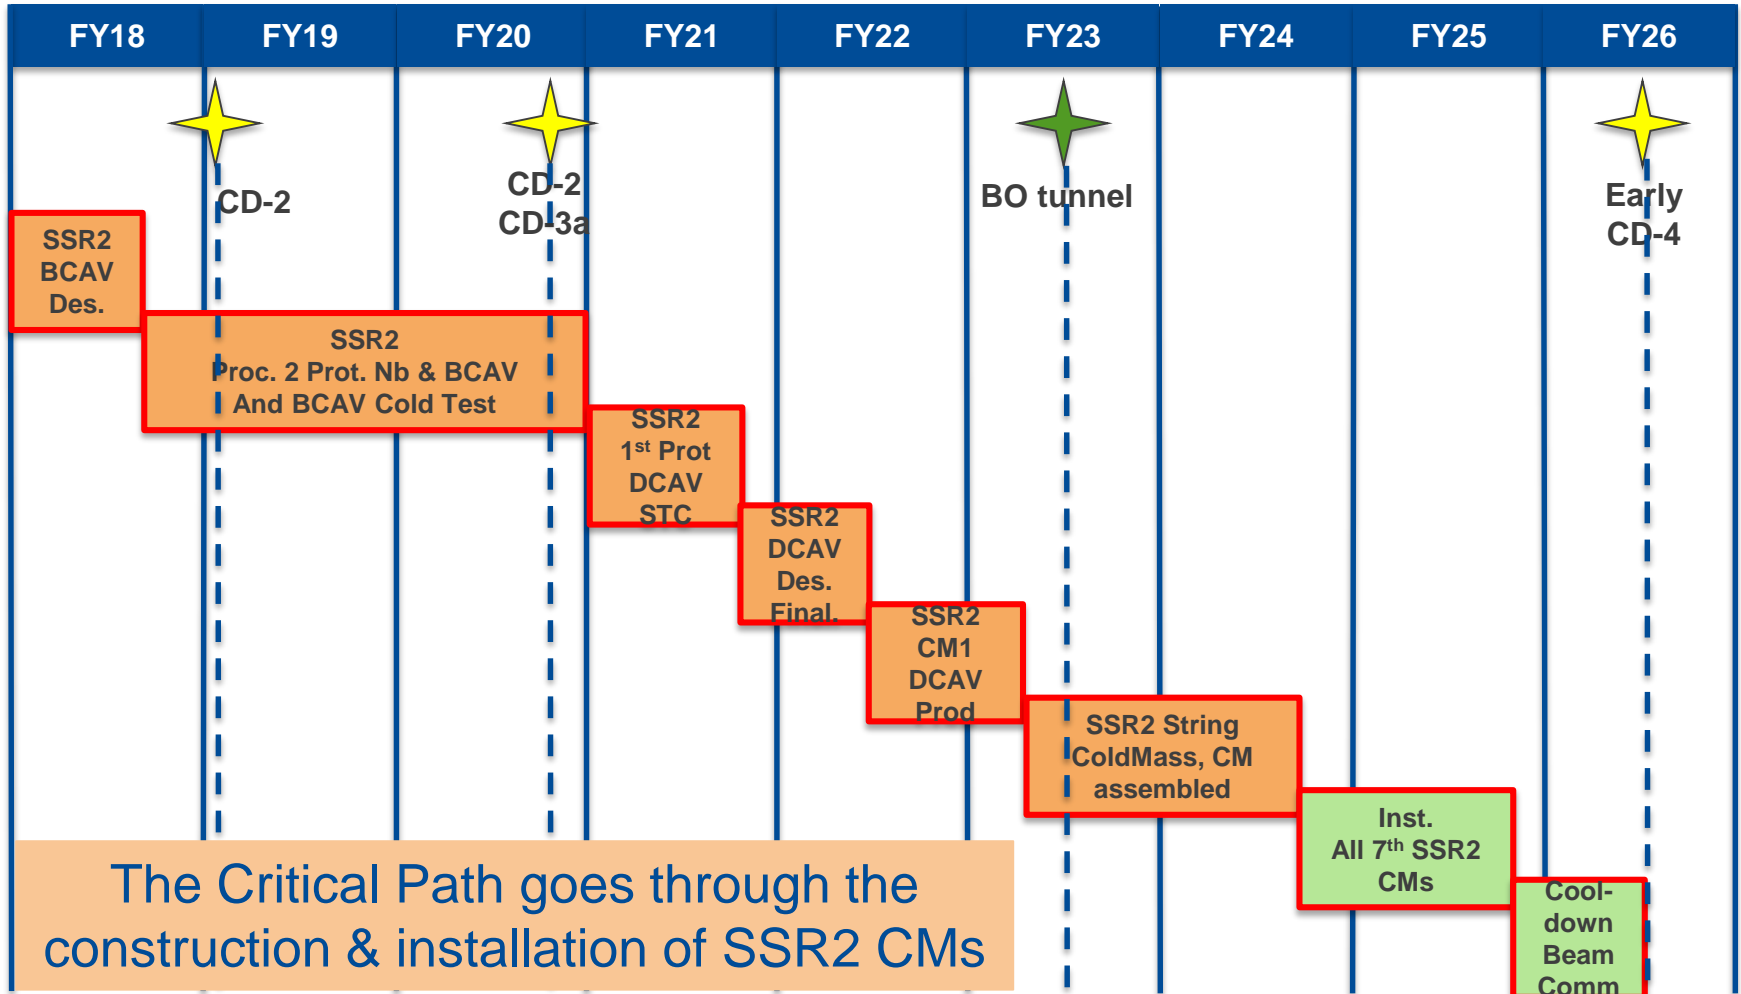 FY18 FY19 FY20 FY21 FY22 FY23 FY24 FY25 FY26
CD-2
CD-2
CD-3a
BO tunnel
Early
CD-4
SSR2
BCAV
Des.
SSR2
Proc. 2 Prot. Nb & BCAV
And BCAV Cold Test
SSR2
1st Prot
DCAV
STC
SSR2
DCAV
Des.
Final.
SSR2
CM1
DCAV
Prod
SSR2 String
ColdMass, CM
assembled
Inst.
All 7th SSR2
CMs
Cool-
down
Beam
Comm
The Critical Path goes through the
construction & installation of SSR2 CMs